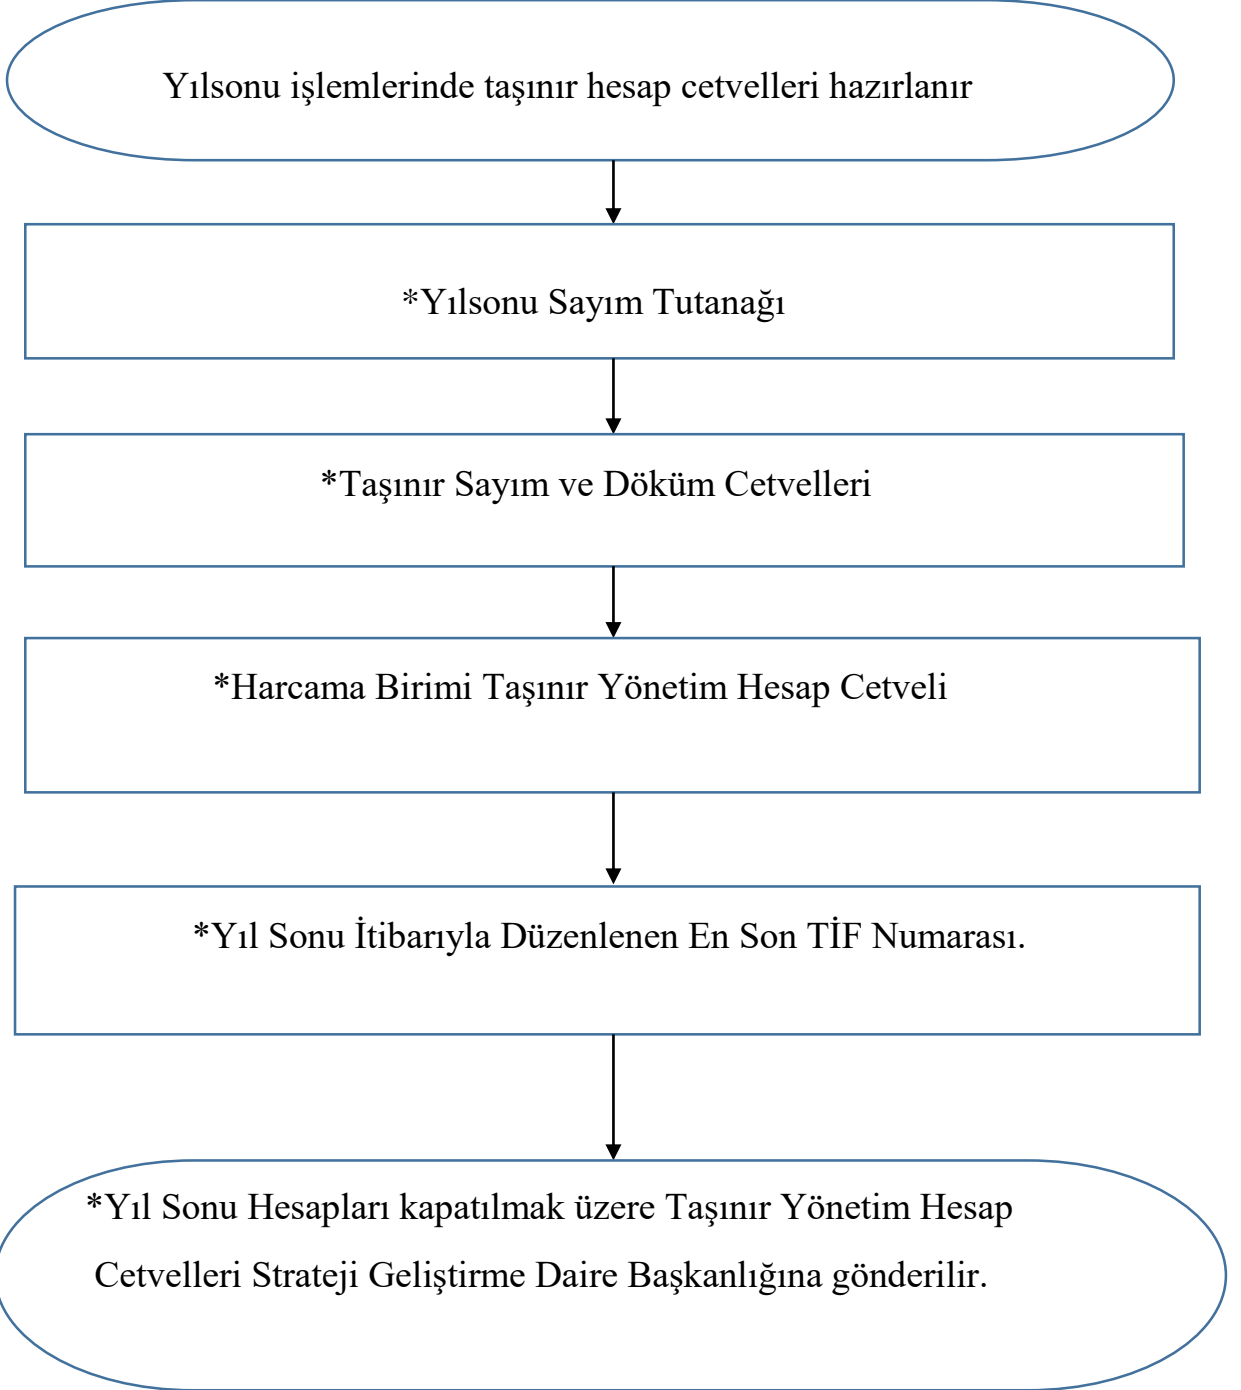 Yılsonu işlemlerinde taşınır hesap cetvelleri hazırlanır
*Yılsonu Sayım Tutanağı
*Taşınır Sayım ve Döküm Cetvelleri
*Harcama Birimi Taşınır Yönetim Hesap Cetveli
*Yıl Sonu İtibarıyla Düzenlenen En Son TİF Numarası.
*Yıl Sonu Hesapları kapatılmak üzere Taşınır Yönetim Hesap
Cetvelleri Strateji Geliştirme Daire Başkanlığına gönderilir.